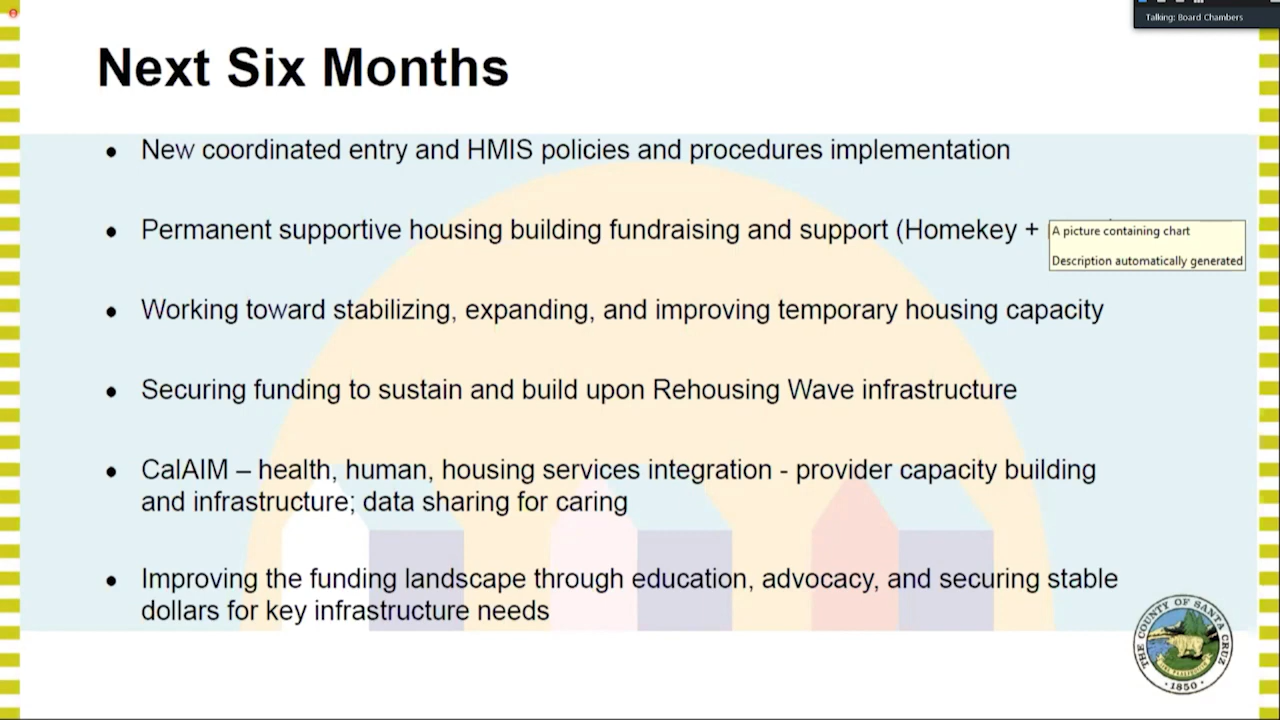 Talking: Board Chambers
Next Six Months
• New coordinated entry and HMIS policies and procedures implementation
• Permanent supportive housing building fundraising and support (Homekey +
A picture containing chart
Description automatically generated
• Working toward stabilizing, expanding, and improving temporary housing capacity
• Securing funding to sustain and build upon Rehousing Wave infrastructure
• CalAIM – health, human, housing services integration - provider capacity building
and infrastructure; data sharing for caring
• Improving the funding landscape through education, advocacy, and securing stable
dollars for key infrastructure needs
THE COUNTY OF SANTA CRUZ
1850